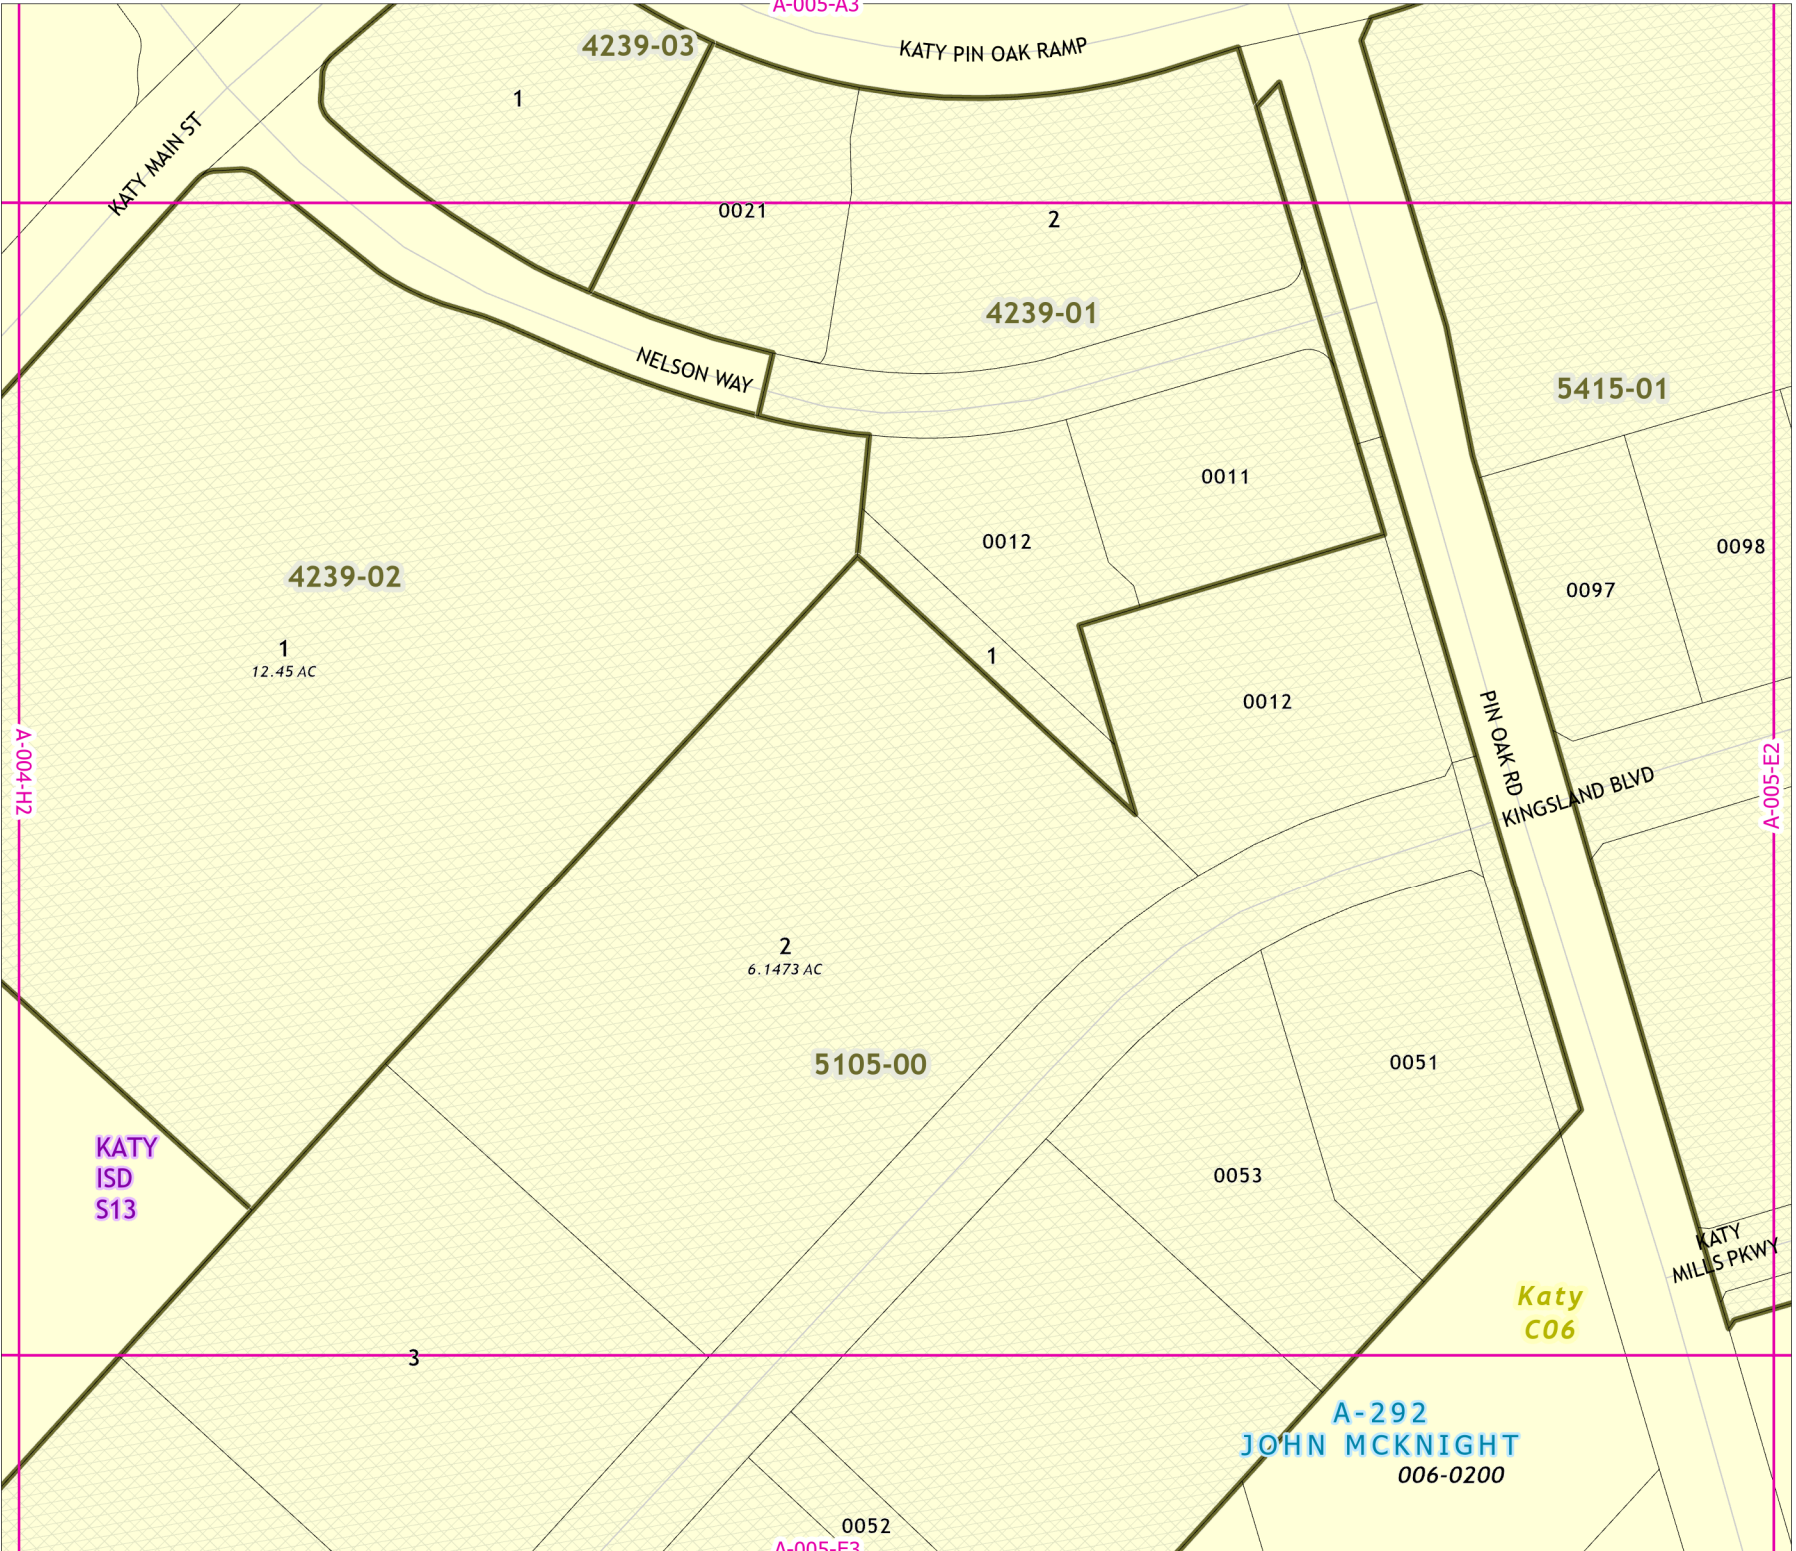 A-005-A3
4239-03
KATY PIN OAK RAMP
1
KATY MAIN ST
0021
2
4239-01
NELSON WAY
5415-01
0011
0012
0098
4239-02
0097
1
12.45 AC
1
0012
PIN OAK RD
A-004-H2
A-005-E2
KINGSLAND BLVD
2
6.1473 AC
5105-00
0051
KATY
ISD
S13
0053
KATY
MILLS PKWY
Katy
C06
3
A-292
JOHN MCKNIGHT
006-0200
0052
A-005-E3